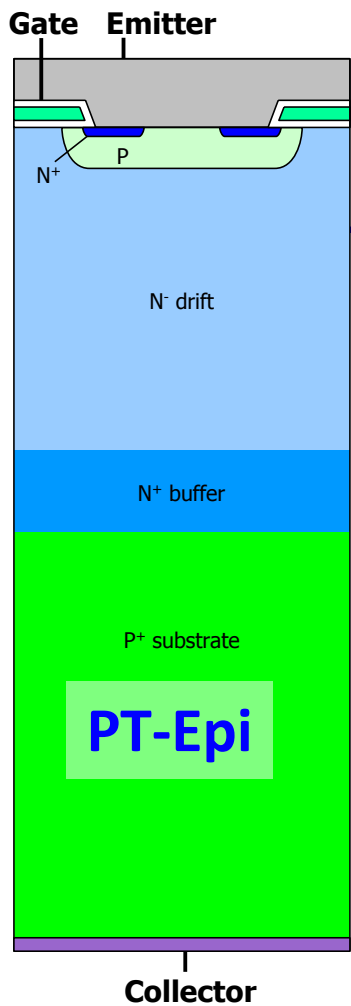 Gate Emitter
N⁺
P
N⁻ drift
N⁺ buffer
P⁺ substrate
PT-Epi
Collector